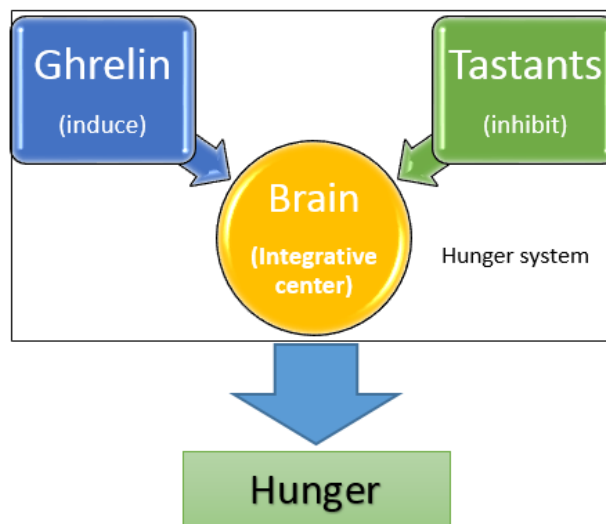 Ghrelin
(induce)
Tastants
(inhibit)
Brain
(Integrative
center)
Hunger system
Hunger